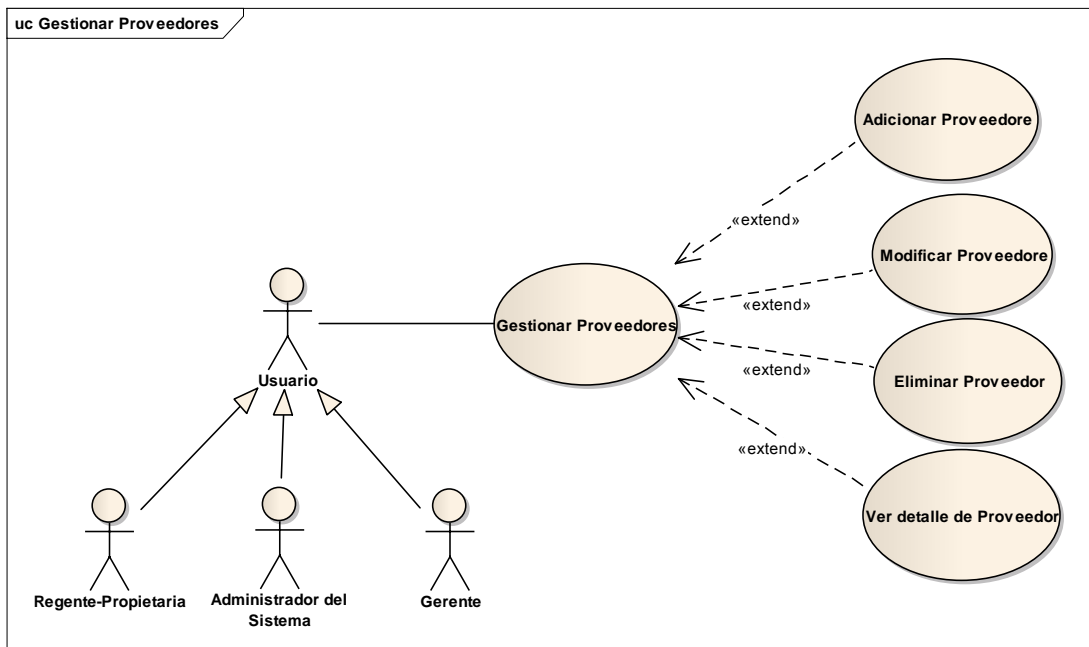 uc Gestionar Proveedores
Adicionar Proveedore
«extend»
Modificar Proveedore
«extend»
Gestionar Proveedores
Usuario
«extend»
Eliminar Proveedor
«extend»
Ver detalle de Proveedor
Regente-Propietaria
Administrador del
Sistema
Gerente